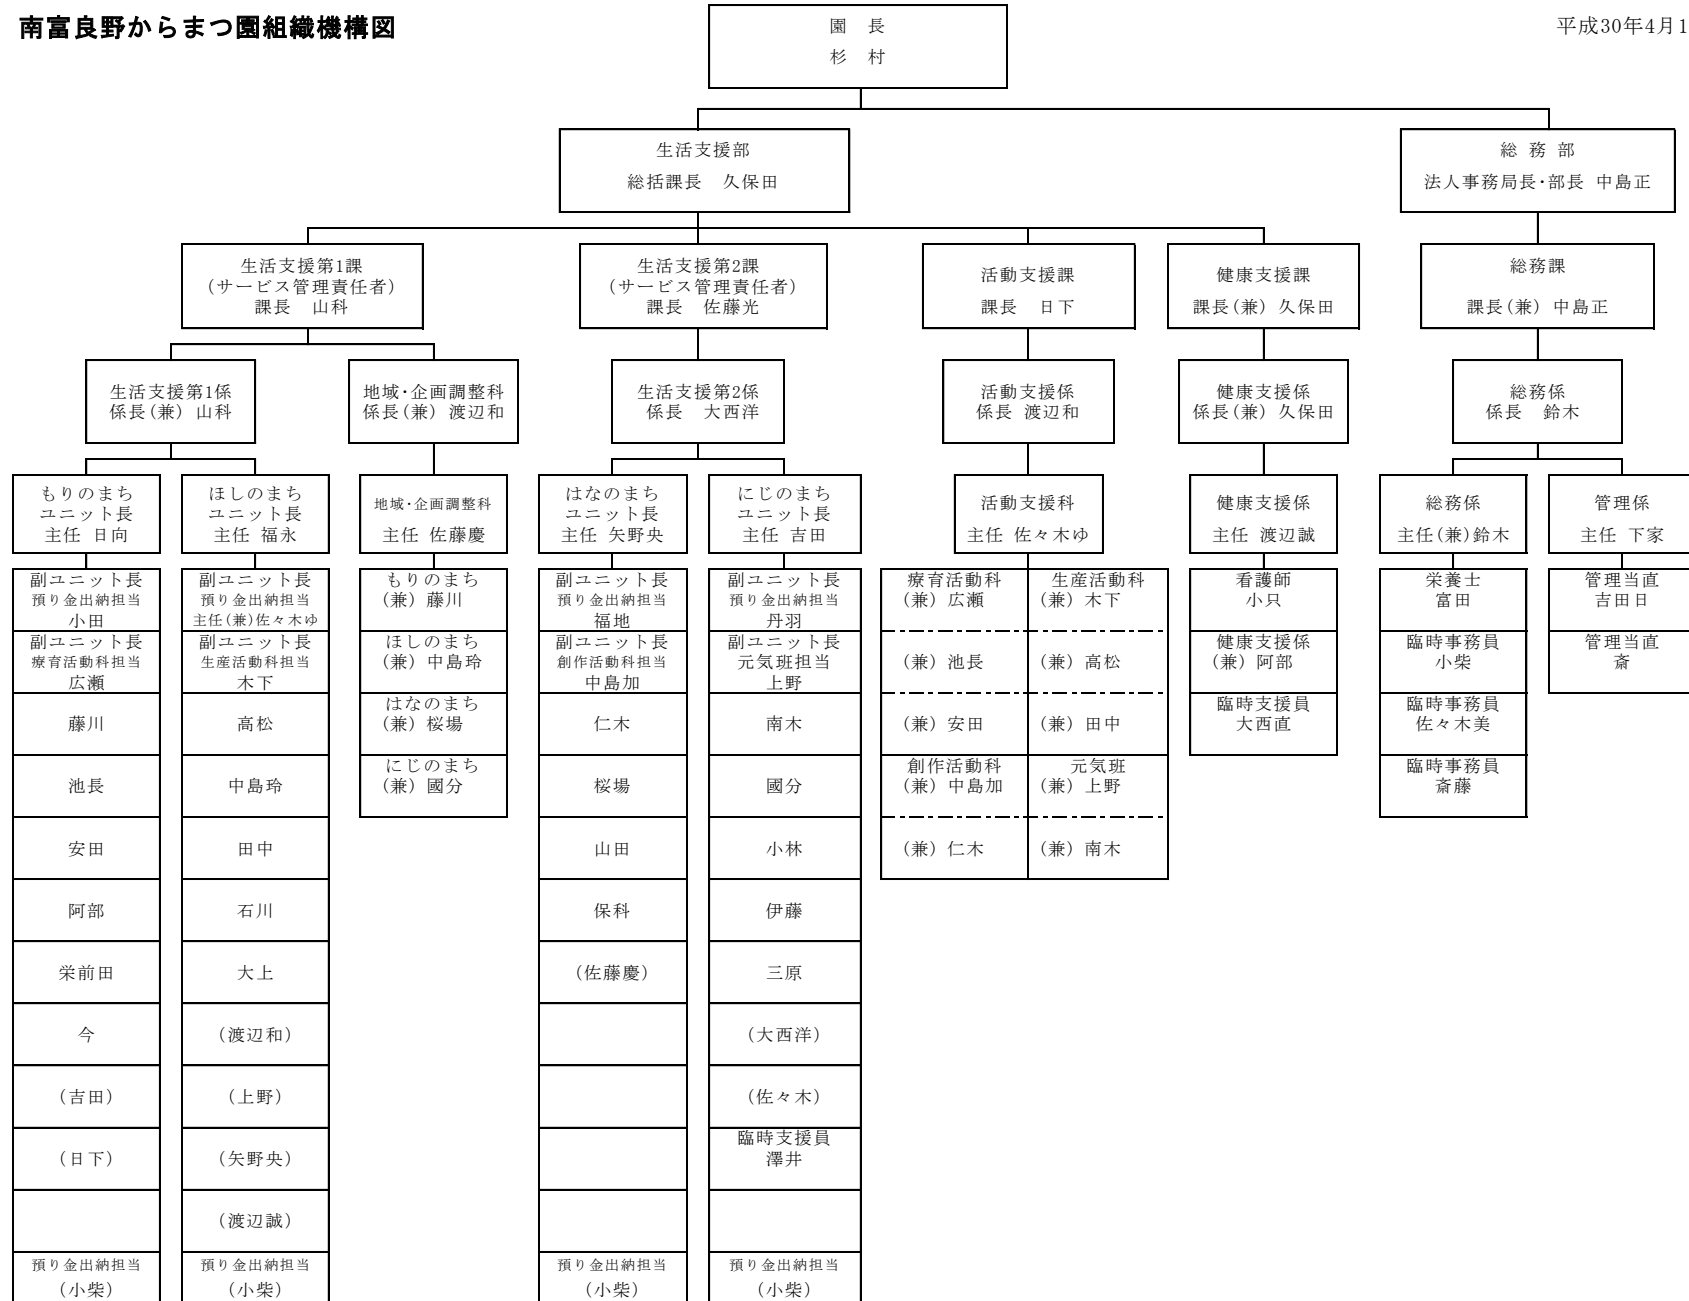 南富良野からまつ園組織機構図
平成30年4月1
園　長
杉　村
生活支援部
総括課長　久保田
総 務 部
法人事務局長・部長 中島正
生活支援第1課
（サービス管理責任者）
課長　山科
生活支援第2課
（サービス管理責任者）
課長　佐藤光
活動支援課
課長　日下
健康支援課
課長(兼) 久保田
総務課
課長(兼) 中島正
生活支援第1係
係長(兼) 山科
地域・企画調整科
係長(兼) 渡辺和
生活支援第2係
係長　大西洋
活動支援係
係長 渡辺和
健康支援係
係長(兼) 久保田
総務係
係長　鈴木
もりのまち
ユニット長
主任 日向
ほしのまち
ユニット長
主任 福永
地域・企画調整科
主任 佐藤慶
はなのまち
ユニット長
主任 矢野央
にじのまち
ユニット長
主任 吉田
活動支援科
主任 佐々木ゆ
健康支援係
主任 渡辺誠
総務係
主任(兼)鈴木
管理係
主任 下家
副ユニット長
預り金出納担当
小田
副ユニット長
療育活動科担当
広瀬
藤川
池長
安田
阿部
栄前田
今
（吉田）
（日下）
預り金出納担当
（小柴）
副ユニット長
預り金出納担当
主任(兼)佐々木ゆ
副ユニット長
生産活動科担当
木下
高松
中島玲
田中
石川
大上
（渡辺和）
（上野）
（矢野央）
（渡辺誠）
預り金出納担当
（小柴）
もりのまち
(兼) 藤川
ほしのまち
(兼) 中島玲
はなのまち
(兼) 桜場
にじのまち
(兼) 國分
副ユニット長
預り金出納担当
福地
副ユニット長
創作活動科担当
中島加
仁木
桜場
山田
保科
（佐藤慶）
預り金出納担当
（小柴）
副ユニット長
預り金出納担当
丹羽
副ユニット長
元気班担当
上野
南木
國分
小林
伊藤
三原
（大西洋）
（佐々木）
臨時支援員
澤井
預り金出納担当
（小柴）
療育活動科
(兼) 広瀬
(兼) 池長
(兼) 安田
創作活動科
(兼) 中島加
(兼) 仁木
生産活動科
(兼) 木下
(兼) 高松
(兼) 田中
元気班
(兼) 上野
(兼) 南木
看護師
小只
健康支援係
(兼) 阿部
臨時支援員
大西直
栄養士
富田
臨時事務員
小柴
臨時事務員
佐々木美
臨時事務員
斎藤
管理当直
吉田日
管理当直
斎